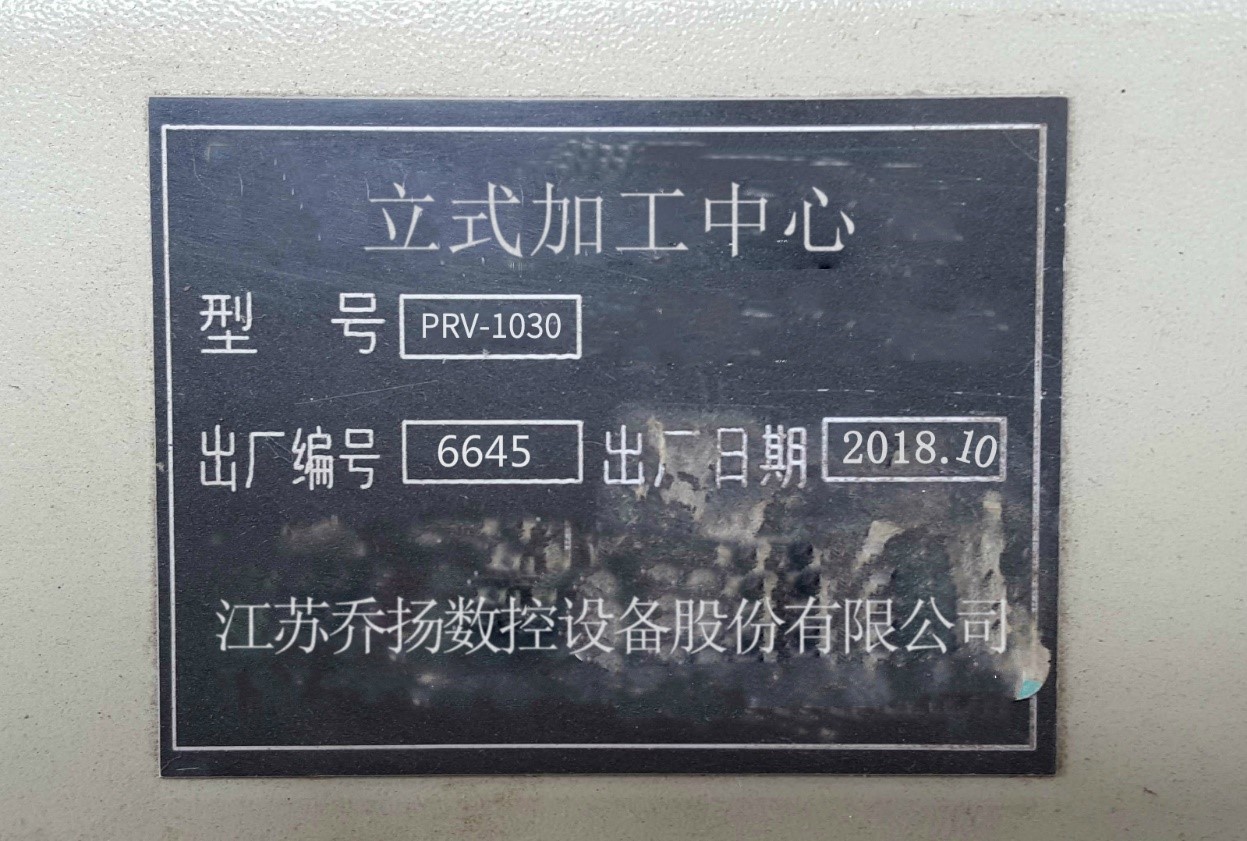 立式加工中心
型 号 PRV-1030
出厂编号 6645 出厂日期 2018.10
江苏乔扬数控设备股份有限公司